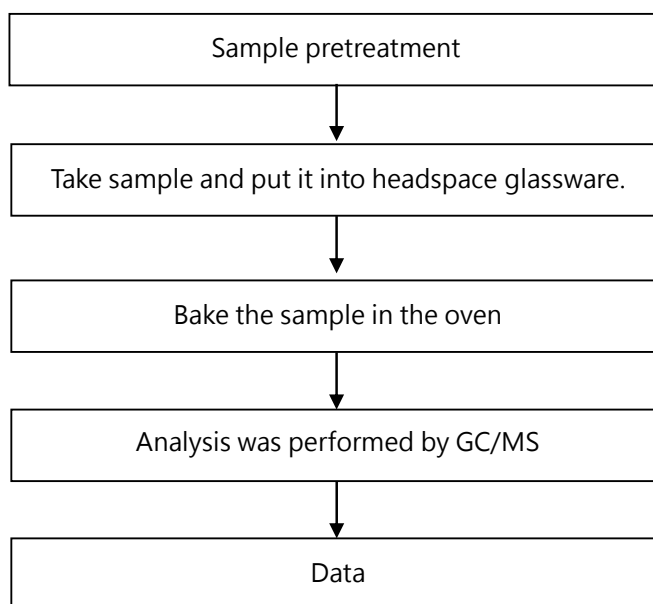 Sample pretreatment
Take sample and put it into headspace glassware.
Bake the sample in the oven
Analysis was performed by GC/MS
Data